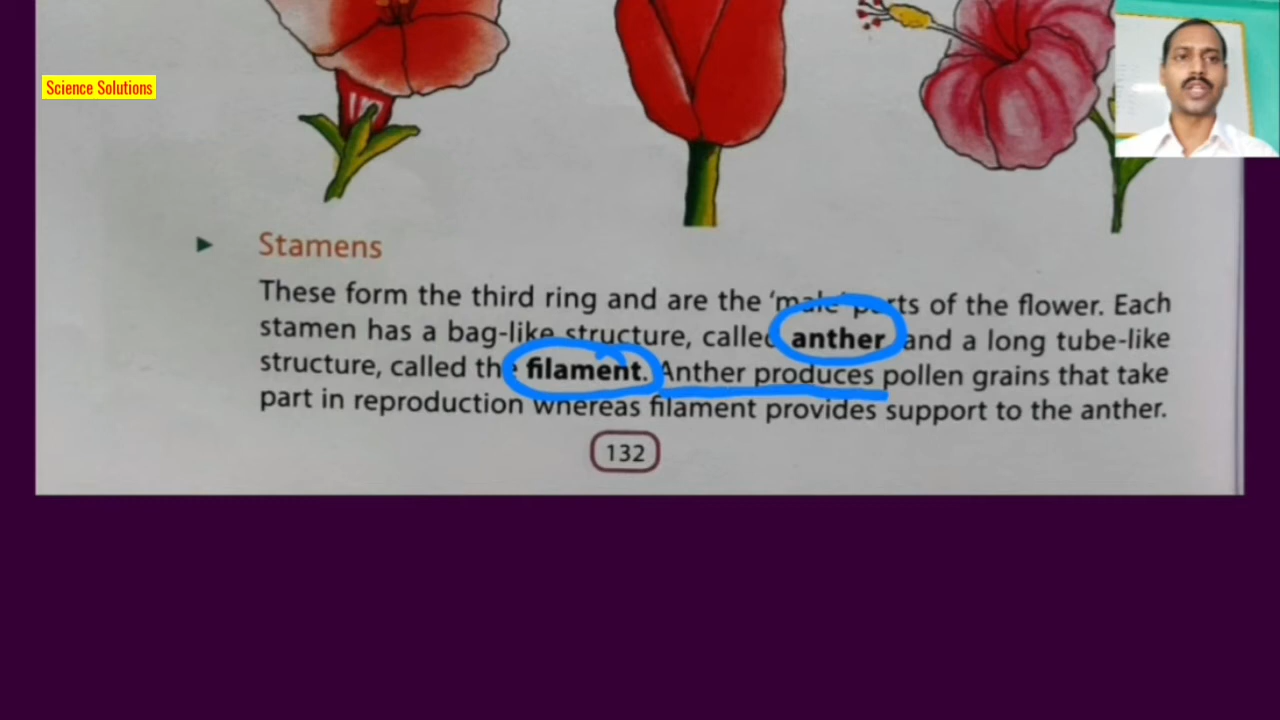 Science Solutions
Stamens
These form the third ring and are the 'male' parts of the flower. Each
stamen has a bag-like structure, called anther and a long tube-like
structure, called the filament. Anther produces pollen grains that take
part in reproduction whereas filament provides support to the anther.
132